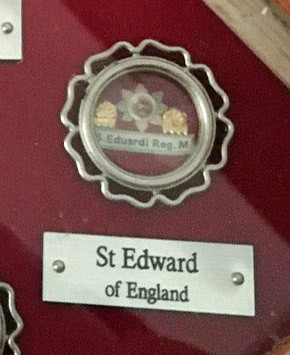 S. Eduardi Reg. M
St Edward
of England